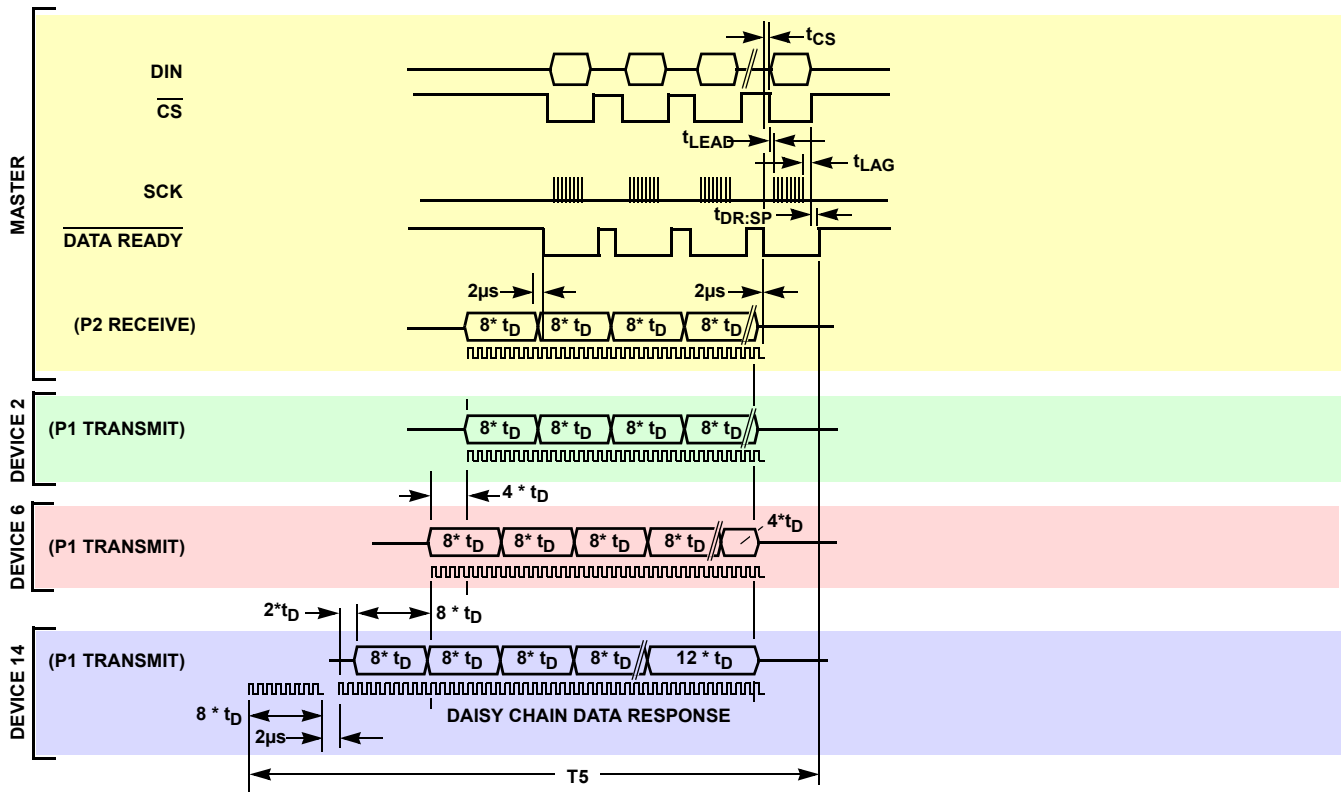 MASTER
tCS
DIN
CS
tLEAD
tLAG
SCK
tDR:SP
DATA READY
2µs 2µs
(P2 RECEIVE) 8* tD 8* tD 8* tD 8* tD
DEVICE 2
(P1 TRANSMIT) 8* tD 8* tD 8* tD 8* tD
4 * tD
DEVICE 6
4*tD
(P1 TRANSMIT) 8* tD 8* tD 8* tD 8* tD
2*tD 8 * tD
DEVICE 14
(P1 TRANSMIT) 8* tD 8* tD 8* tD 8* tD 12 * tD
8 * tD DAISY CHAIN DATA RESPONSE
2µs
T5